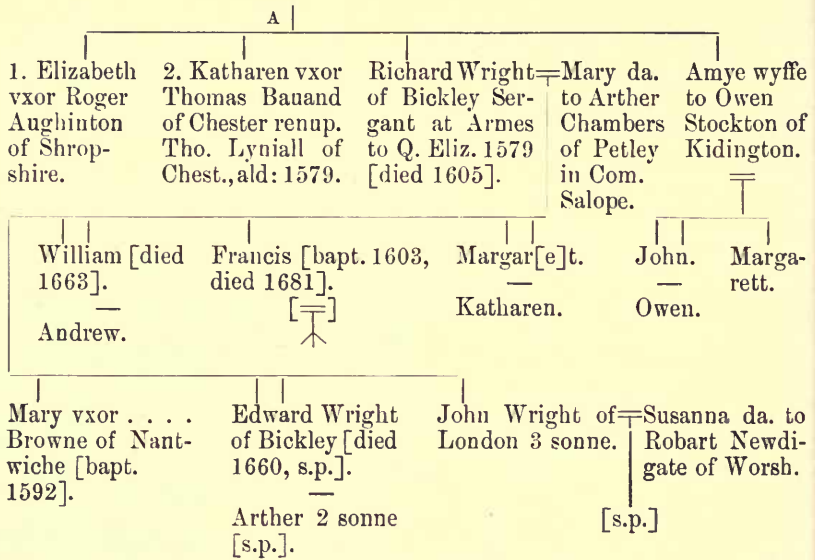 A
1. Elizabeth
vxor Roger
Aughinton
of Shrop-
shire.
2. Katharen vxor
Thomas Bauand
of Chester renup.
Tho. Lyniall of
Chest., ald: 1579.
Richard Wright
of Bickley Ser-
gant at Armes
to Q. Eliz. 1579
[died 1605].
Mary da.
to Arther
Chambers
of Petley
in Com.
Salope.
Amye wyffe
to Owen
Stockton of
Kidington.
William [died
1663].
—
Andrew.
Francis [bapt. 1603,
died 1681].
[ ]
Margar[e]t.
—
Katharen.
John.
—
Owen.
Marga-
rett.
Mary vxor . . . .
Browne of Nant-
wiche [bapt.
1592].
Edward Wright
of Bickley [died
1660, s.p.].
—
Arther 2 sonne
[s.p.].
John Wright of
London 3 sonne.
Susanna da. to
Robart Newdi-
gate of Worsh.
[s.p.]